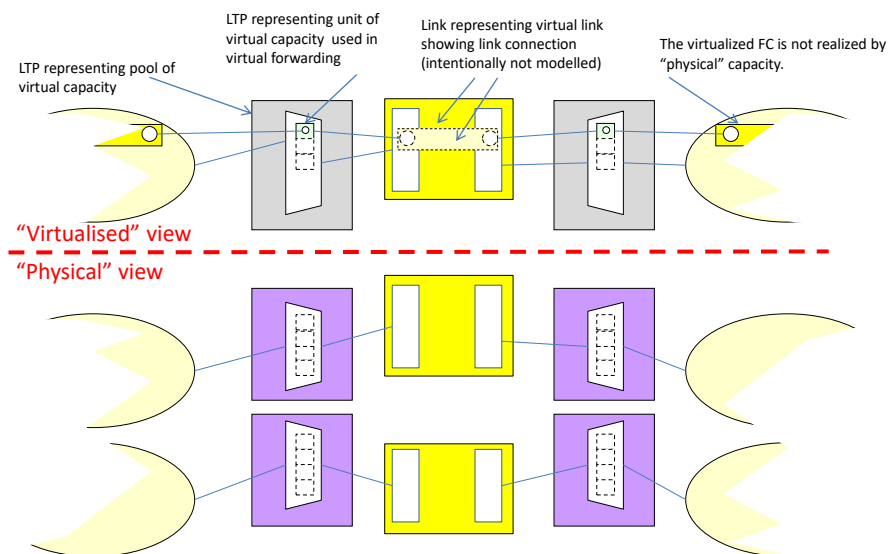 LTP representing unit of
virtual capacity  used in
virtual forwarding
Link representing virtual link
showing link connection
(intentionally not modelled)
The virtualized FC is not realized by
“physical” capacity.
LTP representing pool of
virtual capacity
“Virtualised” view
“Physical” view